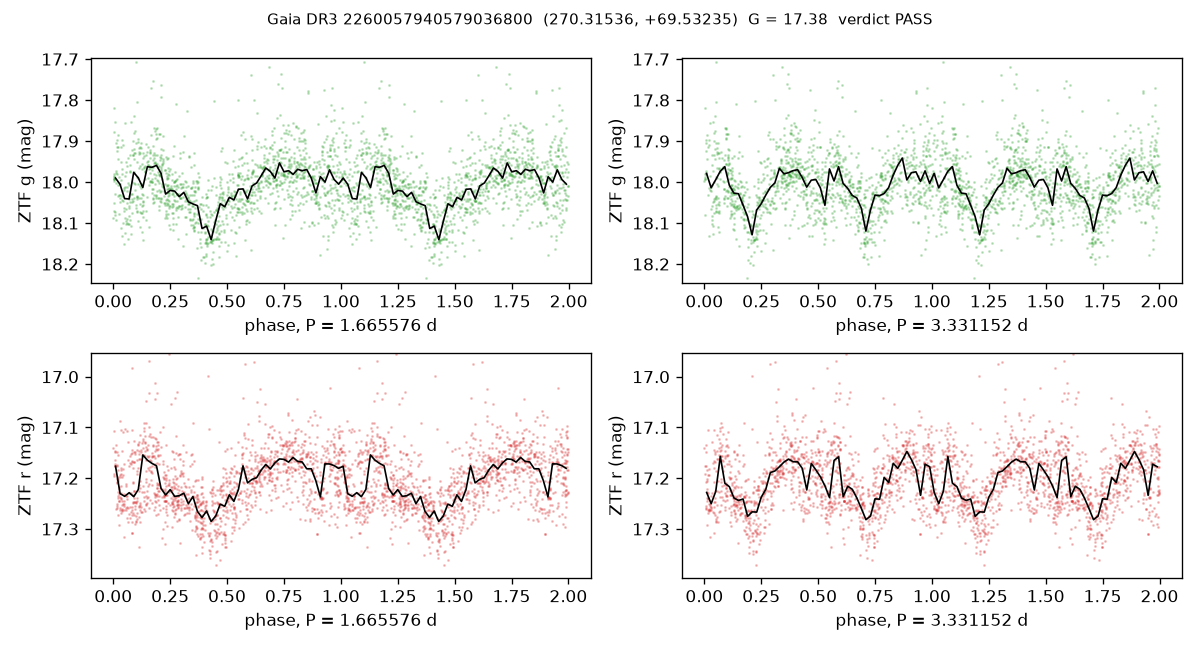 Gaia DR3 2260057940579036800 (270.31536, +69.53235) G = 17.38 verdict PASS
17.7
17.8
17.9
18.0
18.1
18.2
ZTF g (mag)
0.00 0.25 0.50 0.75 1.00 1.25 1.50 1.75 2.00
phase, P = 1.665576 d
17.7
17.8
17.9
18.0
18.1
18.2
ZTF g (mag)
0.00 0.25 0.50 0.75 1.00 1.25 1.50 1.75 2.00
phase, P = 3.331152 d
17.0
17.1
17.2
17.3
ZTF r (mag)
0.00 0.25 0.50 0.75 1.00 1.25 1.50 1.75 2.00
phase, P = 1.665576 d
17.0
17.1
17.2
17.3
ZTF r (mag)
0.00 0.25 0.50 0.75 1.00 1.25 1.50 1.75 2.00
phase, P = 3.331152 d